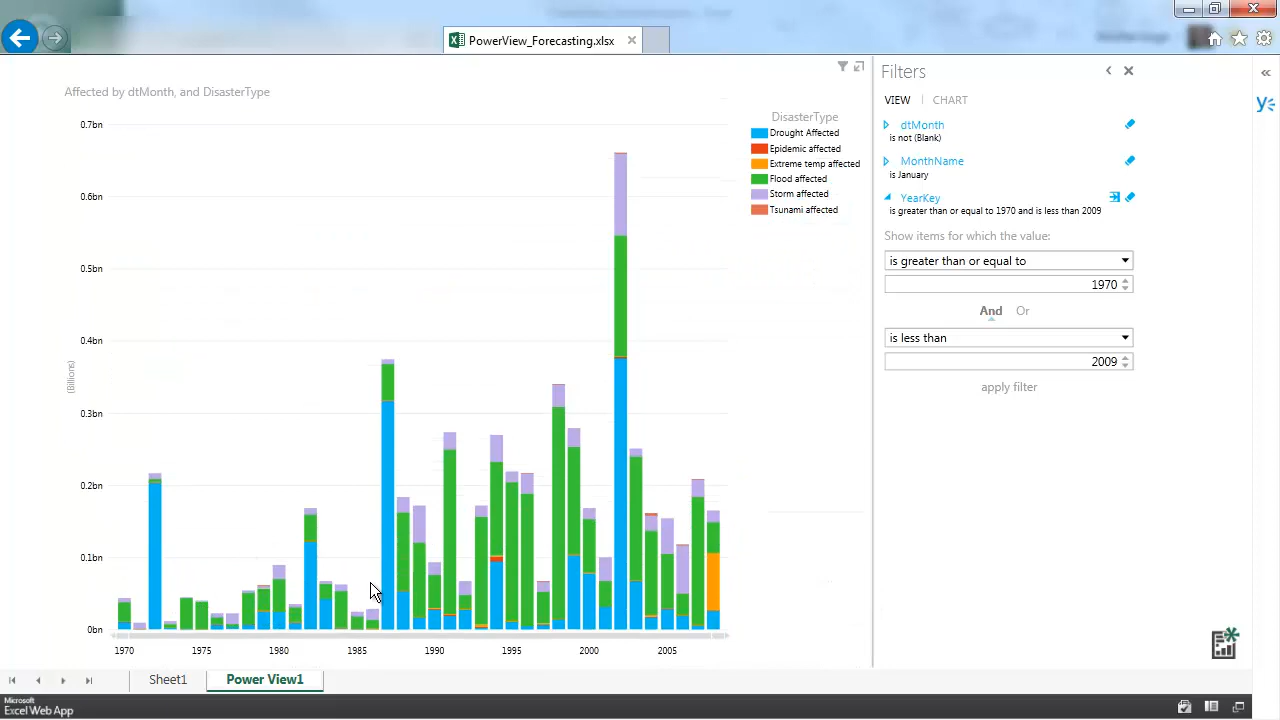 PowerView_Forecasting.xlsx
Affected by dtMonth, and DisasterType
0.7bn
0.6bn
0.5bn
0.4bn
0.3bn
0.2bn
0.1bn
0bn
(Billions)
1970 1975 1980 1985 1990 1995 2000 2005
DisasterType
Drought Affected
Epidemic affected
Extreme temp affected
Flood affected
Storm affected
Tsunami affected
Filters
VIEW CHART
dtMonth
is not (Blank)
MonthName
is January
YearKey
is greater than or equal to 1970 and is less than 2009
Show items for which the value:
is greater than or equal to
1970
And Or
is less than
2009
apply filter
Sheet1 Power View1
Microsoft
Excel Web App